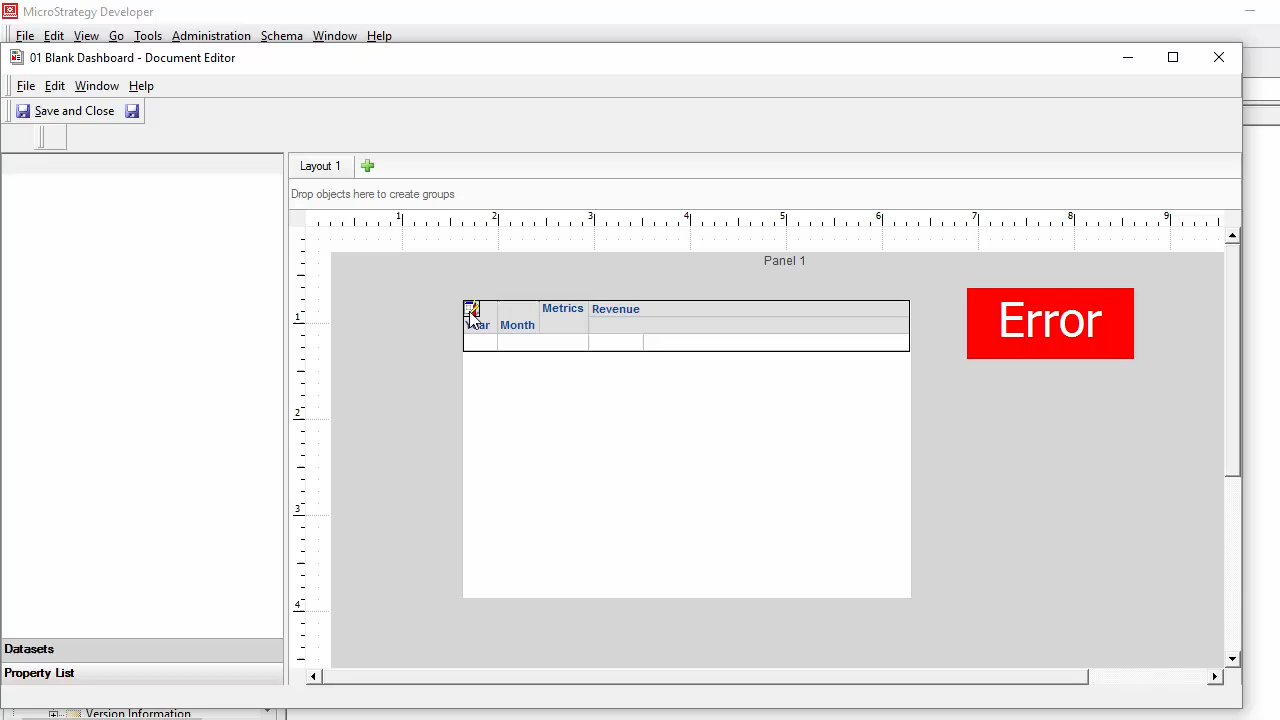 MicroStrategy Developer
File Edit View Go Tools Administration Schema Window Help
01 Blank Dashboard - Document Editor
File Edit Window Help
Save and Close
Layout 1
Drop objects here to create groups
1 2 3 4 5 6 7 8 9
Panel 1
Metrics Revenue
Year Month
Error
1
2
3
4
Datasets
Property List
Version Information